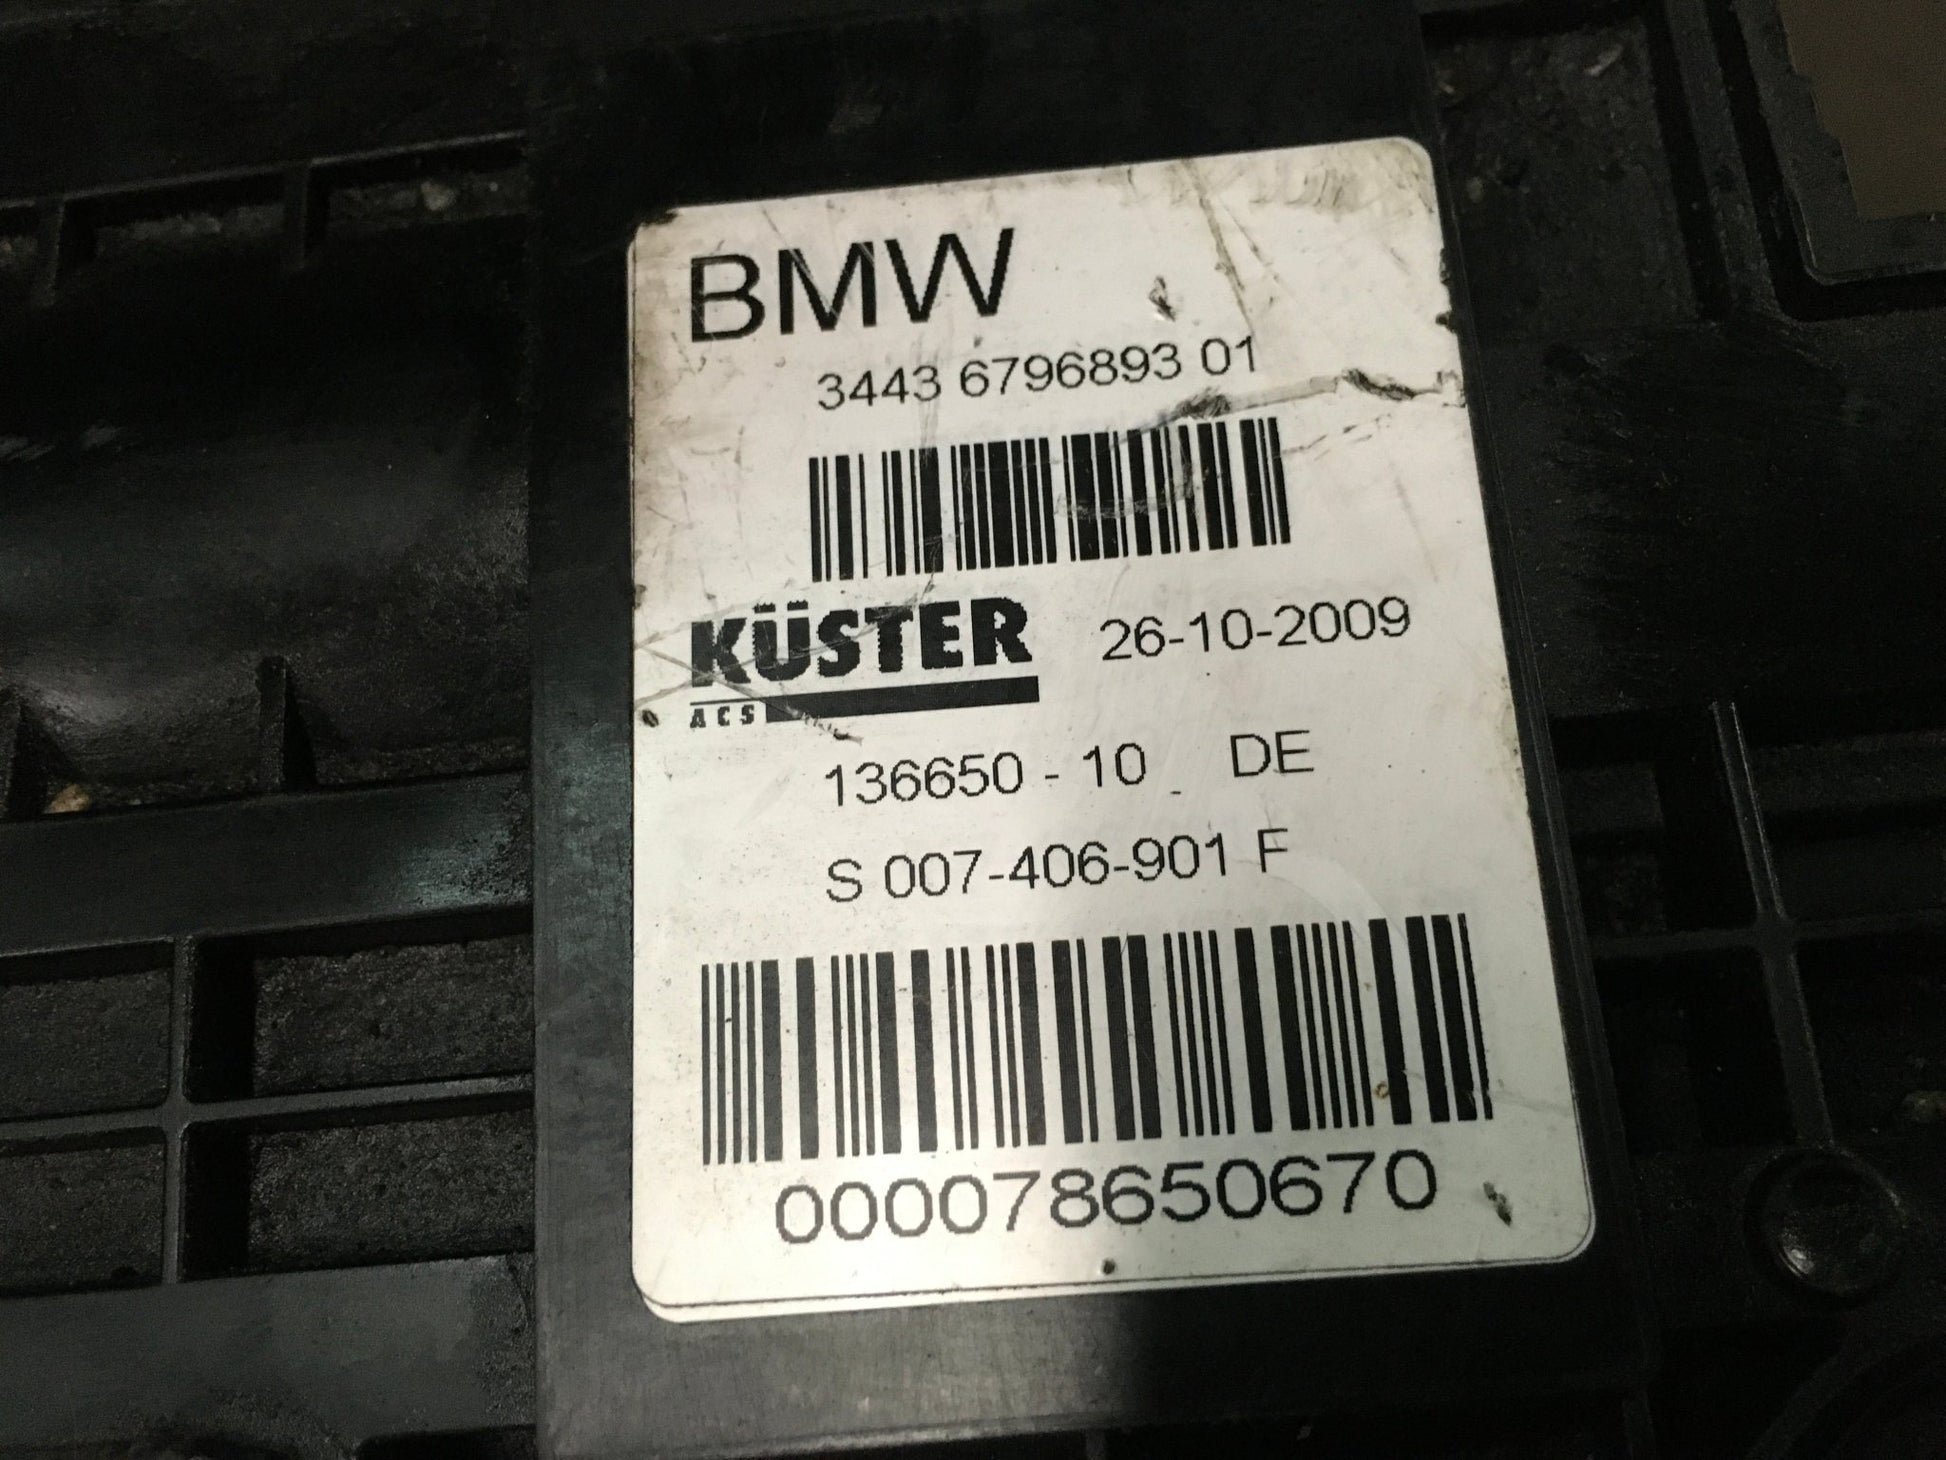 BMW
3443 6796893 01
KÜSTER 26-10-2009
ACS
136650 - 10 DE
S 007-406-901 F
000078650670